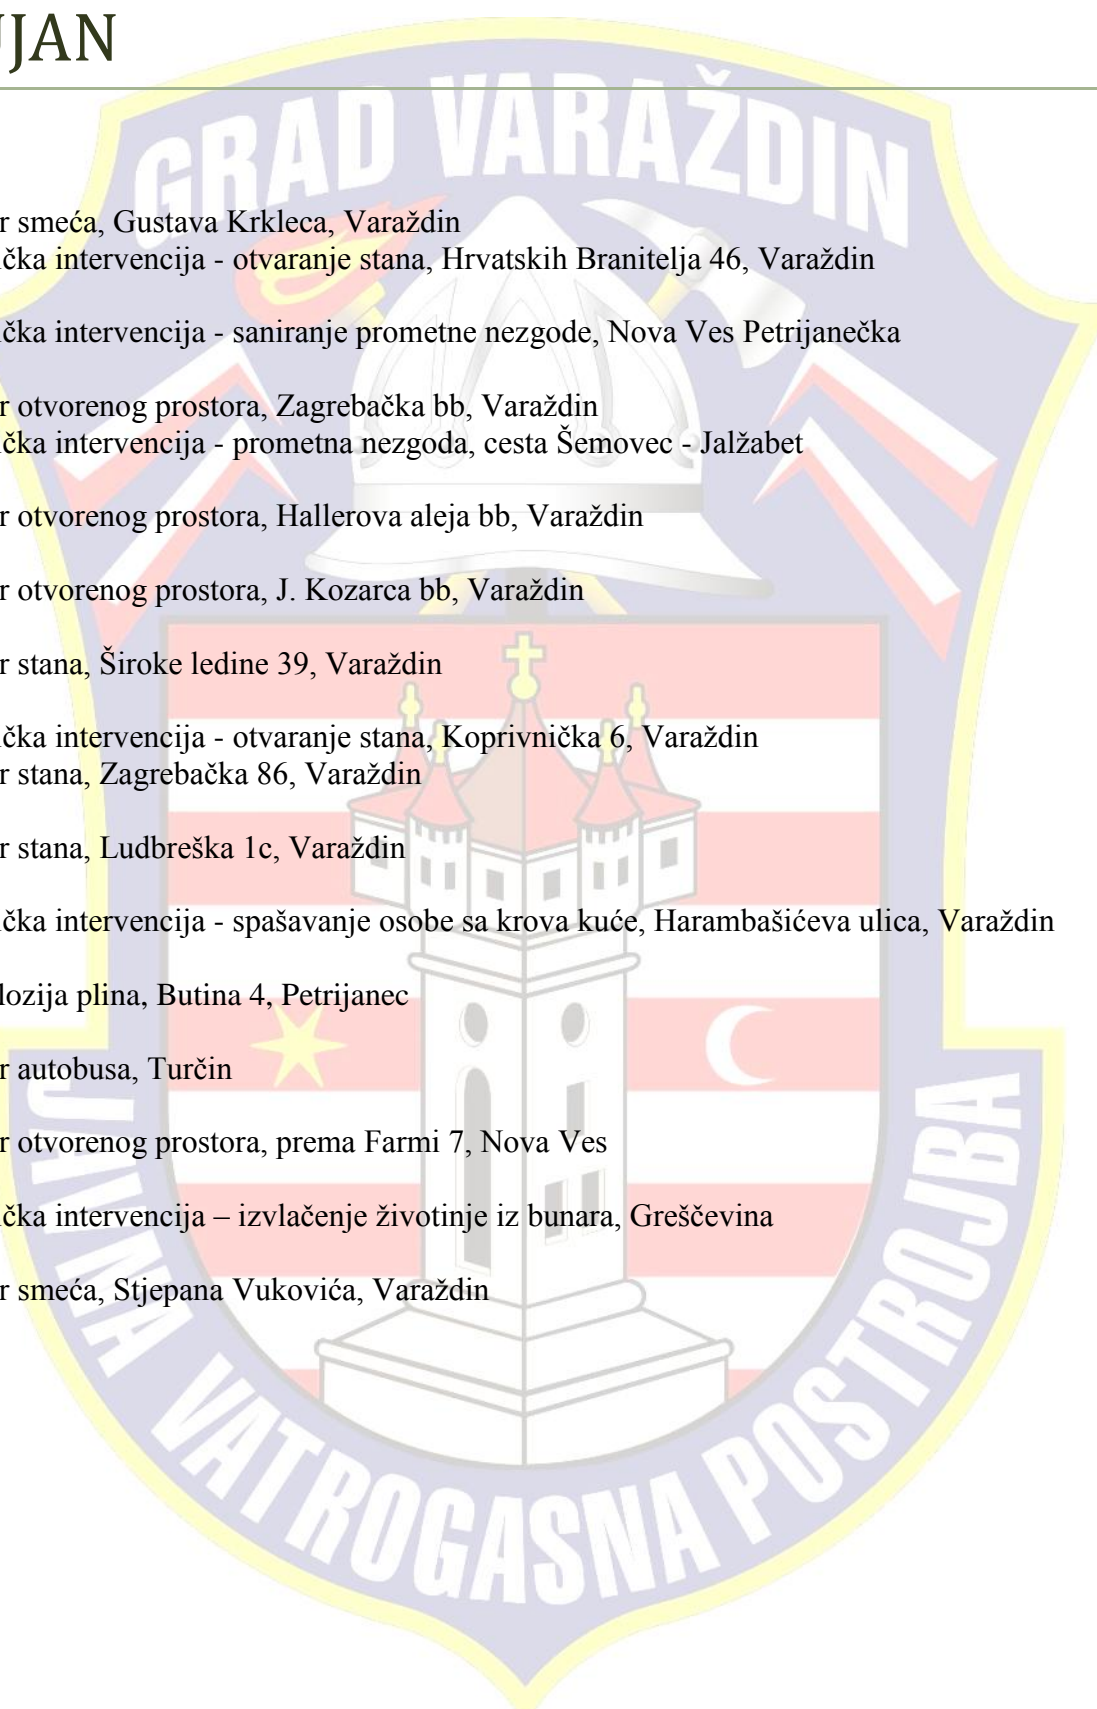 UJAN
GRAD VARAŽDIN
r smeća, Gustava Krkleca, Varaždin
čka intervencija - otvaranje stana, Hrvatskih Branitelja 46, Varaždin
čka intervencija - saniranje prometne nezgode, Nova Ves Petrijanečka
r otvorenog prostora, Zagrebačka bb, Varaždin
čka intervencija - prometna nezgoda, cesta Šemovec - Jalžabet
r otvorenog prostora, Hallerova aleja bb, Varaždin
r otvorenog prostora, J. Kozarca bb, Varaždin
r stana, Široke ledine 39, Varaždin
čka intervencija - otvaranje stana, Koprivnička 6, Varaždin
r stana, Zagrebačka 86, Varaždin
r stana, Ludbreška 1c, Varaždin
ička intervencija - spašavanje osobe sa krova kuće, Harambašićeva ulica, Varaždin
lozija plina, Butina 4, Petrijanec
r autobusa, Turčin
r otvorenog prostora, prema Farmi 7, Nova Ves
ička intervencija – izvlačenje životinje iz bunara, Greščevina
r smeća, Stjepana Vukovića, Varaždin
JAVNA VATROGASNA POSTROJBA